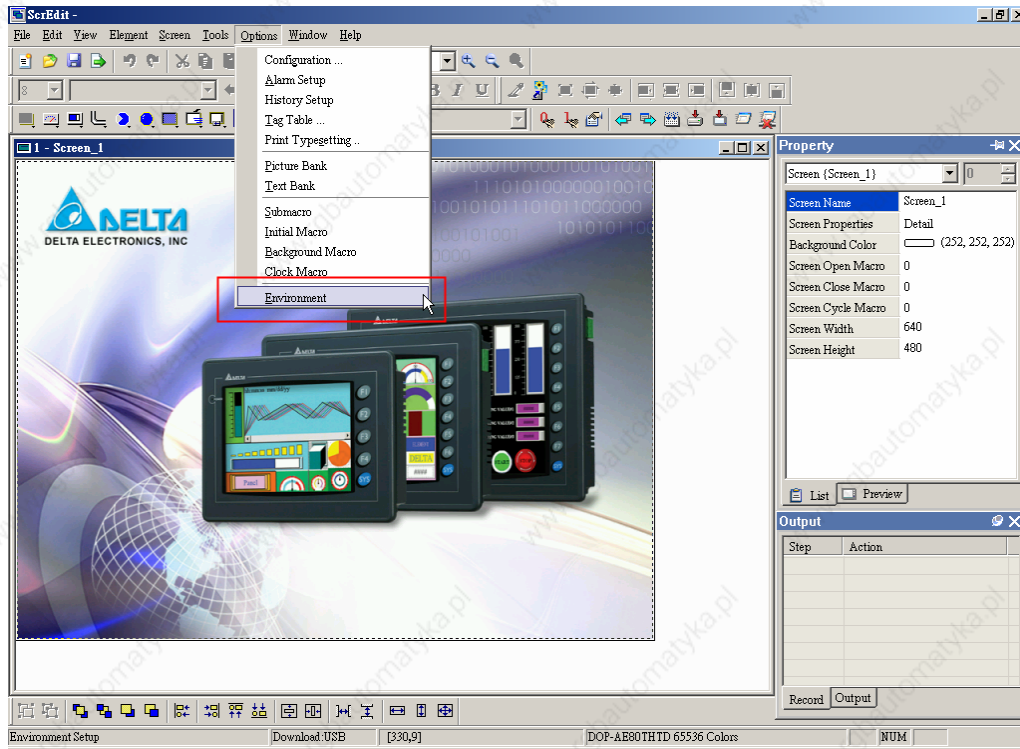 ScrEdit -
File Edit View Element Screen Tools Options Window Help
Configuration ...
Alarm Setup
History Setup
Tag Table ...
Print Typesetting ..
Picture Bank
Text Bank
Submacro
Initial Macro
Background Macro
Clock Macro
Environment
8
B I U
1 - Screen_1
DELTA
DELTA ELECTRONICS, INC
Property
Screen {Screen_1}
0
Screen Name Screen_1
Screen Properties Detail
Background Color (252, 252, 252)
Screen Open Macro 0
Screen Close Macro 0
Screen Cycle Macro 0
Screen Width 640
Screen Height 480
List Preview
Output
Step Action
Record Output
Environment Setup Download:USB [330,9] DOP-AE80THTD 65536 Colors NUM